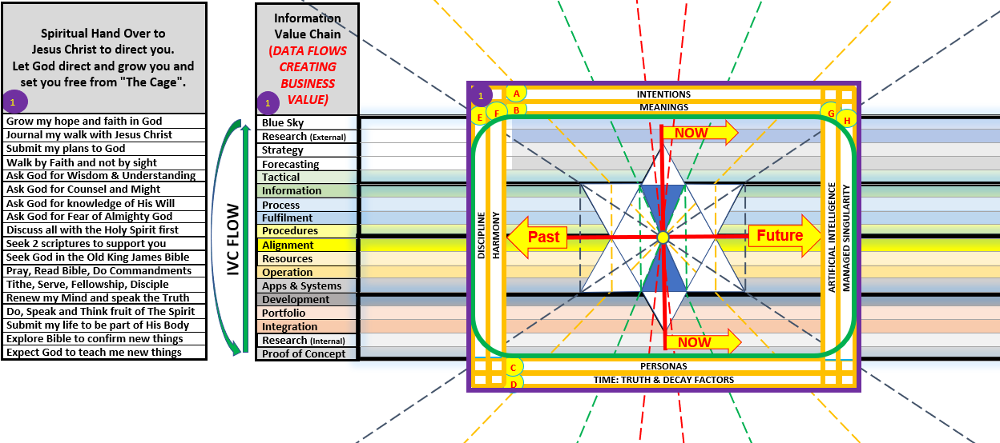 Spiritual Hand Over to
Jesus Christ to direct you.
Let God direct and grow you and
set you free from "The Cage".
1
Grow my hope and faith in God
Journal my walk with Jesus Christ
Submit my plans to God
Walk by Faith and not by sight
Ask God for Wisdom & Understanding
Ask God for Counsel and Might
Ask God for knowledge of His Will
Ask God for Fear of Almighty God
Discuss all with the Holy Spirit first
Seek 2 scriptures to support you
Seek God in the Old King James Bible
Pray, Read Bible, Do Commandments
Tithe, Serve, Fellowship, Disciple
Renew my Mind and speak the Truth
Do, Speak and Think fruit of The Spirit
Submit my life to be part of His Body
Explore Bible to confirm new things
Expect God to teach me new things
IVC FLOW
Information
Value Chain
(DATA FLOWS
CREATING
BUSINESS
VALUE)
1
Blue Sky
Research (External)
Strategy
Forecasting
Tactical
Information
Process
Fulfilment
Procedures
Alignment
Resources
Operation
Apps & Systems
Development
Portfolio
Integration
Research (Internal)
Proof of Concept
1
A
INTENTIONS
B
MEANINGS
E
F
G
H
NOW
DISCIPLINE
HARMONY
Past
Future
ARTIFICIAL INTELLIGENCE
MANAGED SINGULARITY
NOW
C
PERSONAS
D
TIME: TRUTH & DECAY FACTORS